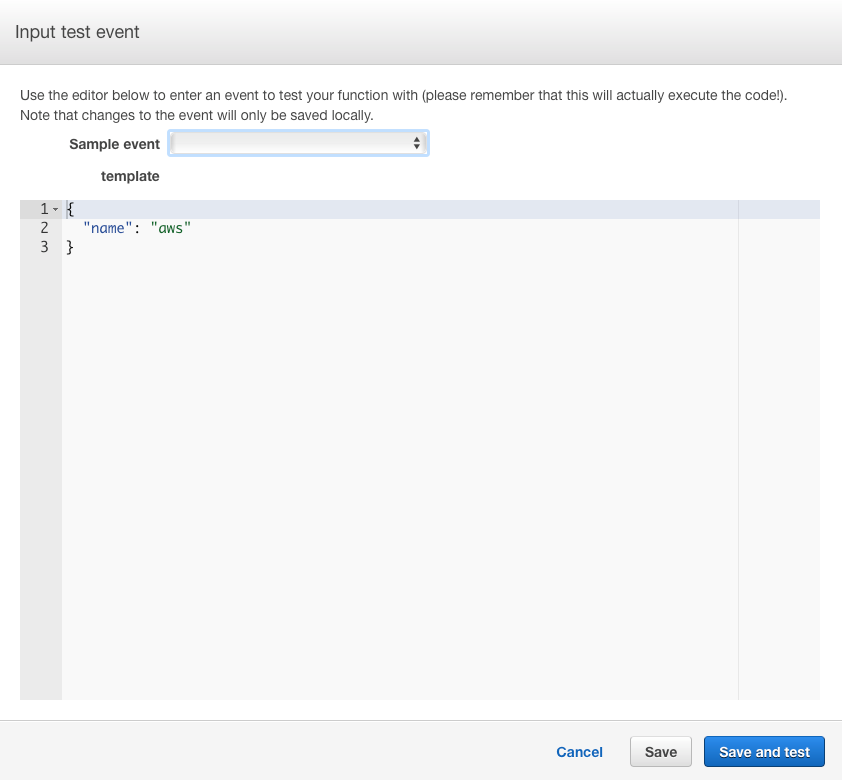 Input test event
Use the editor below to enter an event to test your function with (please remember that this will actually execute the code!).
Note that changes to the event will only be saved locally.
Sample event
template
1 {
2 "name": "aws"
3 }
Cancel Save Save and test